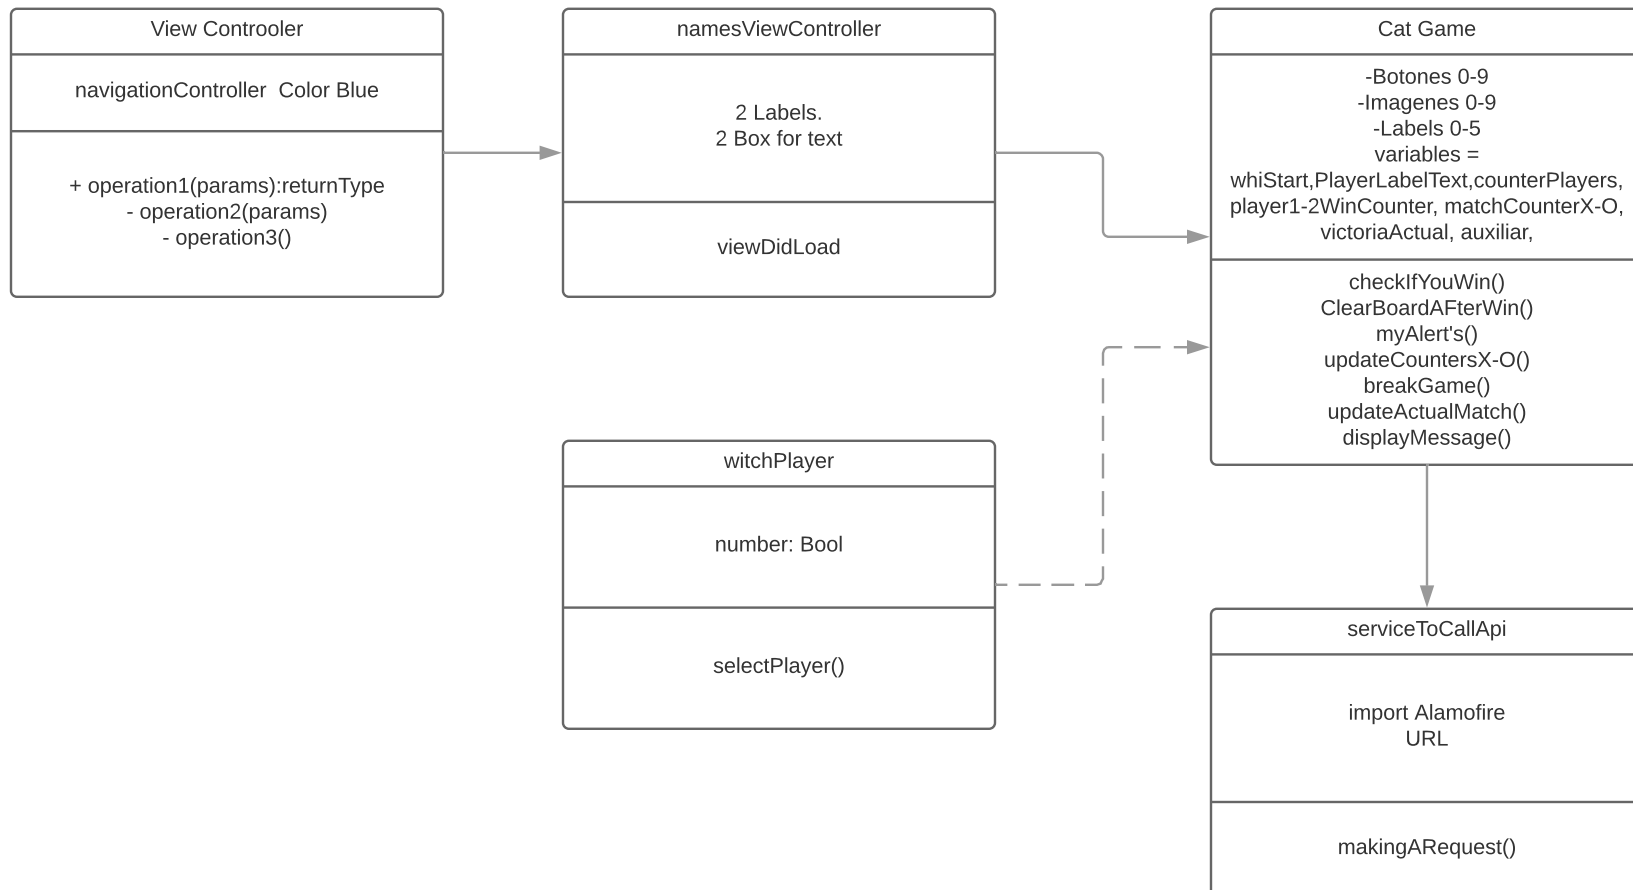 View Controoler
navigationController  Color Blue
+ operation1(params):returnType
- operation2(params)
- operation3()
namesViewController
2 Labels.
2 Box for text
viewDidLoad
Cat Game
-Botones 0-9
-Imagenes 0-9
-Labels 0-5
variables =
whiStart,PlayerLabelText,counterPlayers,
player1-2WinCounter, matchCounterX-O,
victoriaActual, auxiliar,
checkIfYouWin()
ClearBoardAFterWin()
myAlert's()
updateCountersX-O()
breakGame()
updateActualMatch()
displayMessage()
witchPlayer
number: Bool
selectPlayer()
serviceToCallApi
import Alamofire
URL
makingARequest()